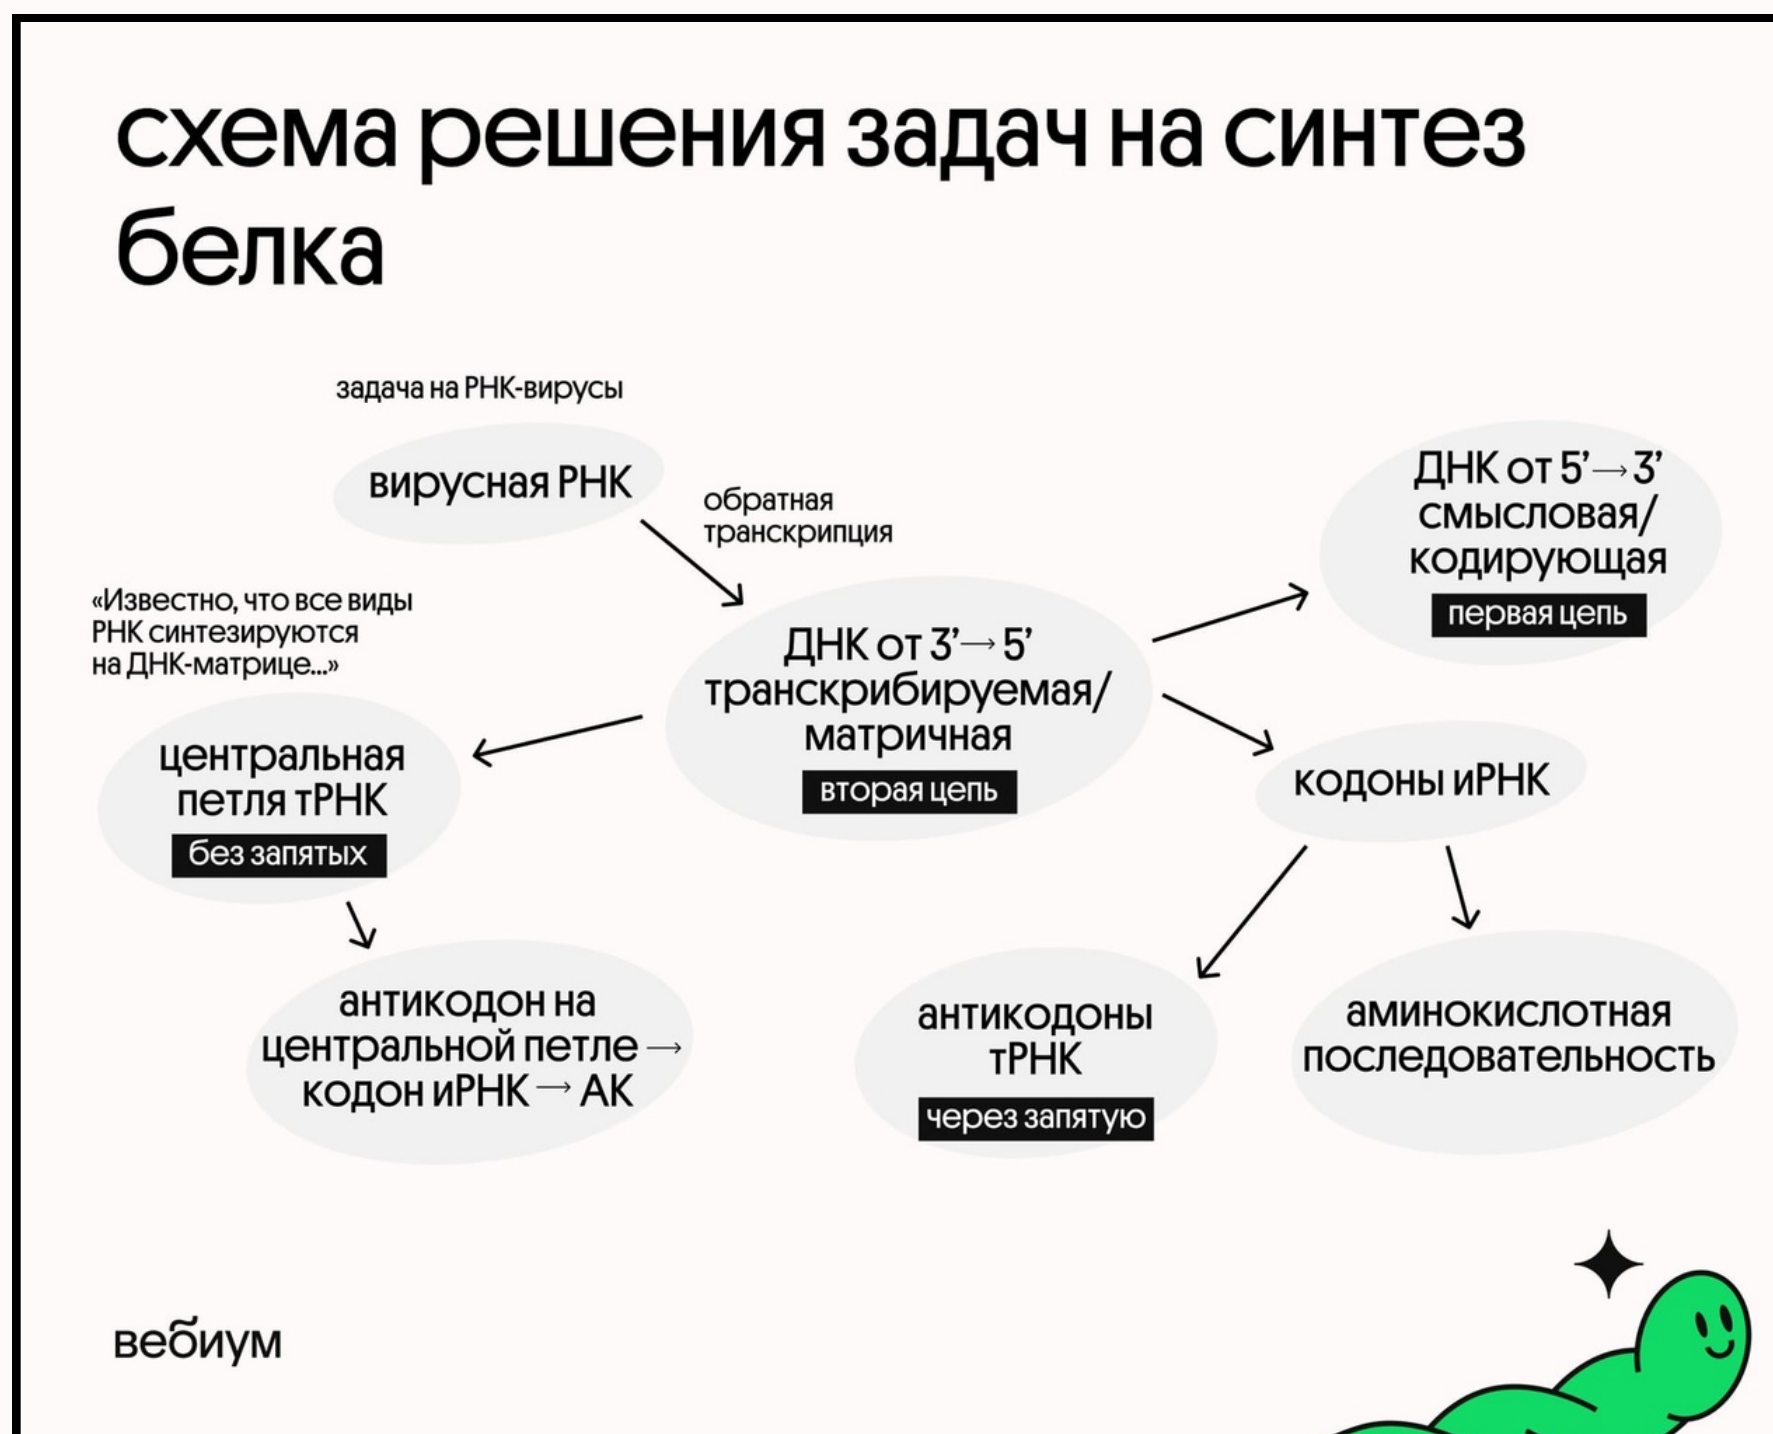 схема решения задач на синтез
белка
задача на РНК-вирусы
вирусная РНК
обратная
транскрипция
ДНК от 5’→3’
смысловая/
кодирующая
первая цепь
«Известно, что все виды
РНК синтезируются
на ДНК-матрице...»
ДНК от 3’→5’
транскрибируемая/
матричная
вторая цепь
центральная
петля тРНК
без запятых
кодоны иРНК
антикодон на
центральной петле →
кодон иРНК → АК
антикодоны
тРНК
через запятую
аминокислотная
последовательность
вебиум